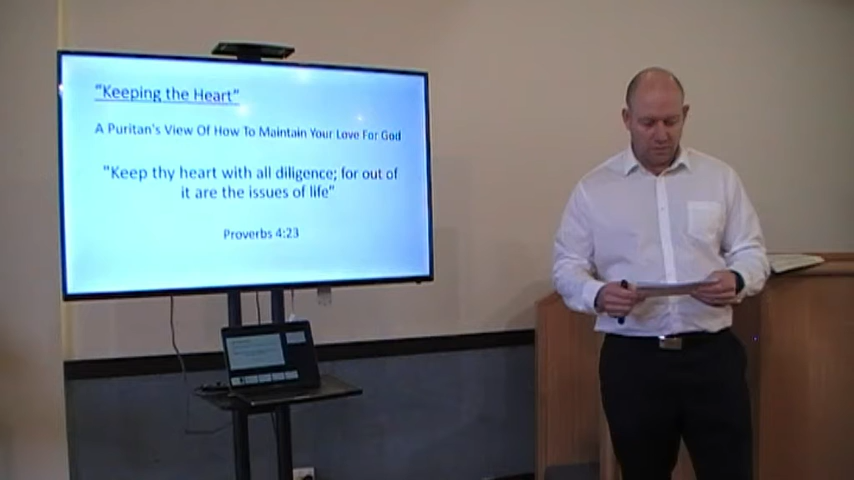 "Keeping the Heart"
A Puritan's View Of How To Maintain Your Love For God
"Keep thy heart with all diligence; for out of
it are the issues of life"
Proverbs 4:23